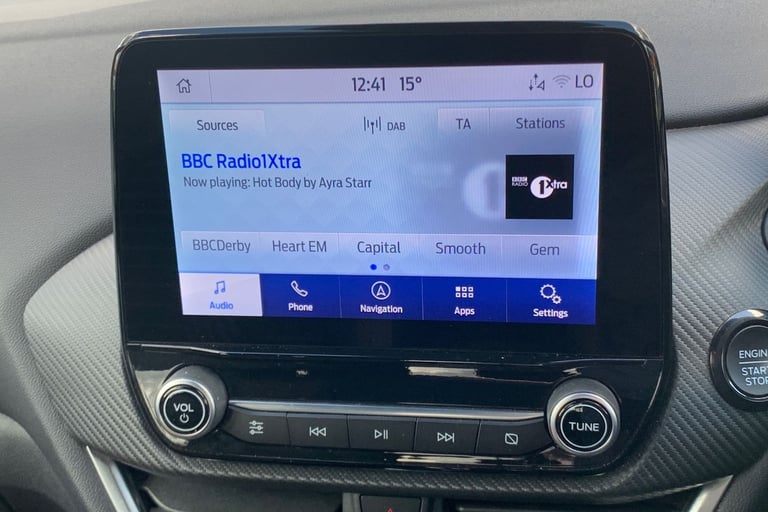 12:41 15° LO
Sources DAB TA Stations
BBC Radio1Xtra
Now playing: Hot Body by Ayra Starr
BBC RADIO 1Xtra
BBCDerby Heart EM Capital Smooth Gem
Audio Phone Navigation Apps Settings
VOL TUNE
ENGINE
START
STOP